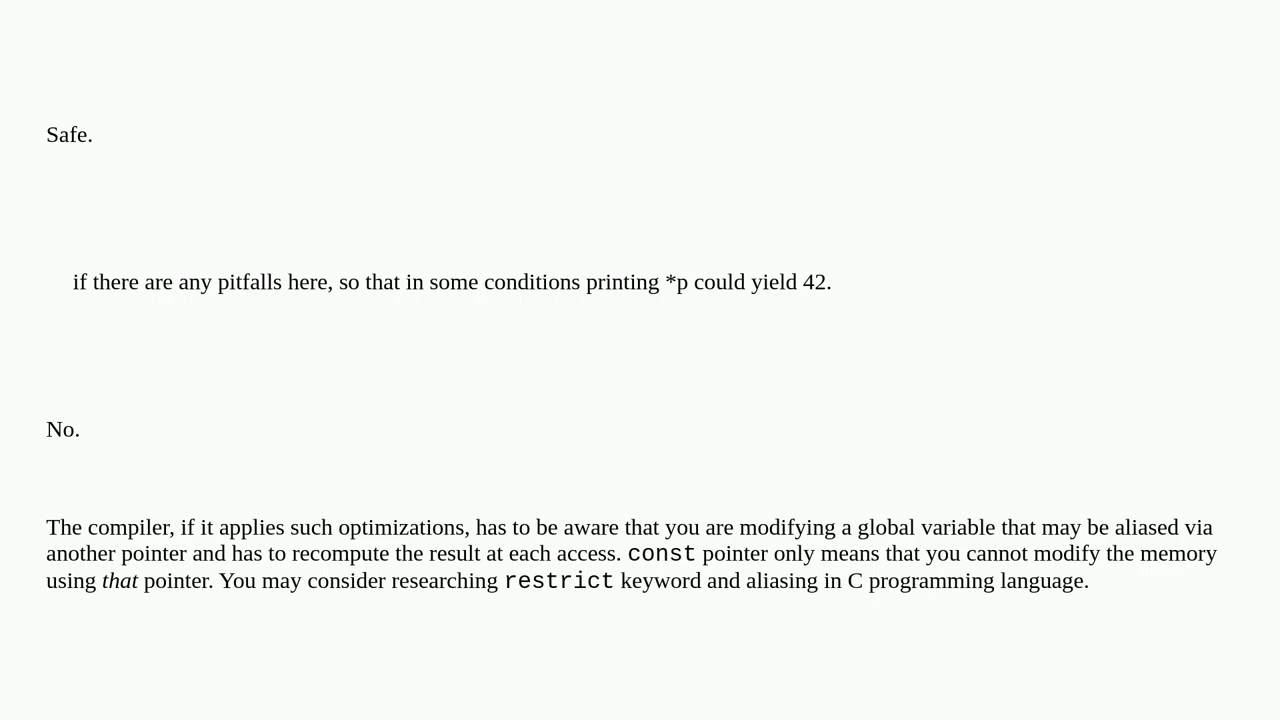 Safe.
if there are any pitfalls here, so that in some conditions printing *p could yield 42.
No.
The compiler, if it applies such optimizations, has to be aware that you are modifying a global variable that may be aliased via
another pointer and has to recompute the result at each access. const pointer only means that you cannot modify the memory
using that pointer. You may consider researching restrict keyword and aliasing in C programming language.